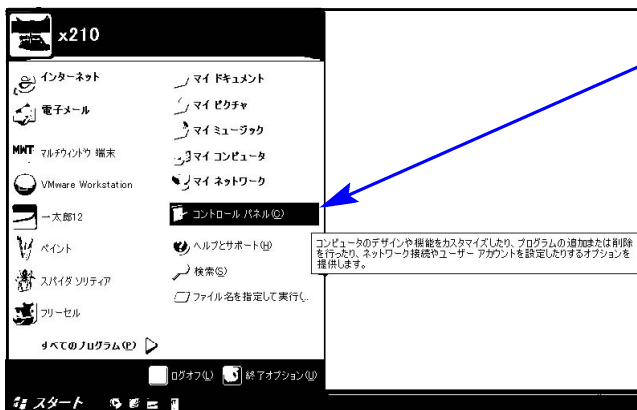 x210
インターネット
電子メール
MWT マルチウィンドウ 端末
VMware Workstation
一太郎12
ペイント
スパイダ ソリティア
フリーセル
すべてのプログラム(P)
マイ ドキュメント
マイ ピクチャ
マイ ミュージック
マイ コンピュータ
マイ ネットワーク
コントロール パネル(C)
ヘルプとサポート(H)
検索(S)
ファイル名を指定して実行(..
コンピュータのデザインや機能をカスタマイズしたり、プログラムの追加または削除
を行ったり、ネットワーク接続やユーザー アカウントを設定したりするオプションを
提供します。
ログオフ(L) 終了オプション(U)
スタート